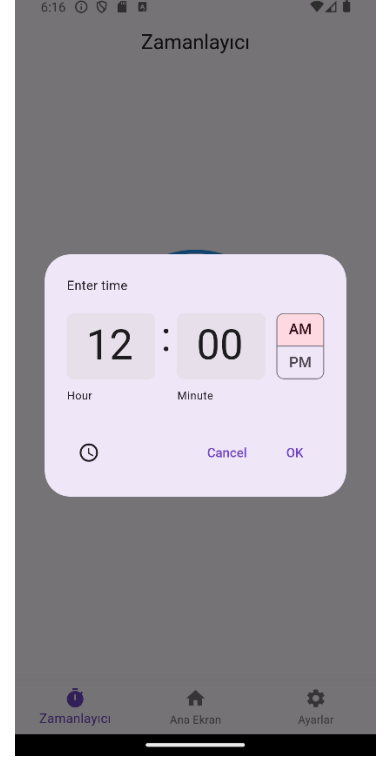 6:16
Zamanlayıcı
Enter time
12 : 00
AM
PM
Hour Minute
Cancel OK
Zamanlayıcı Ana Ekran Ayarlar